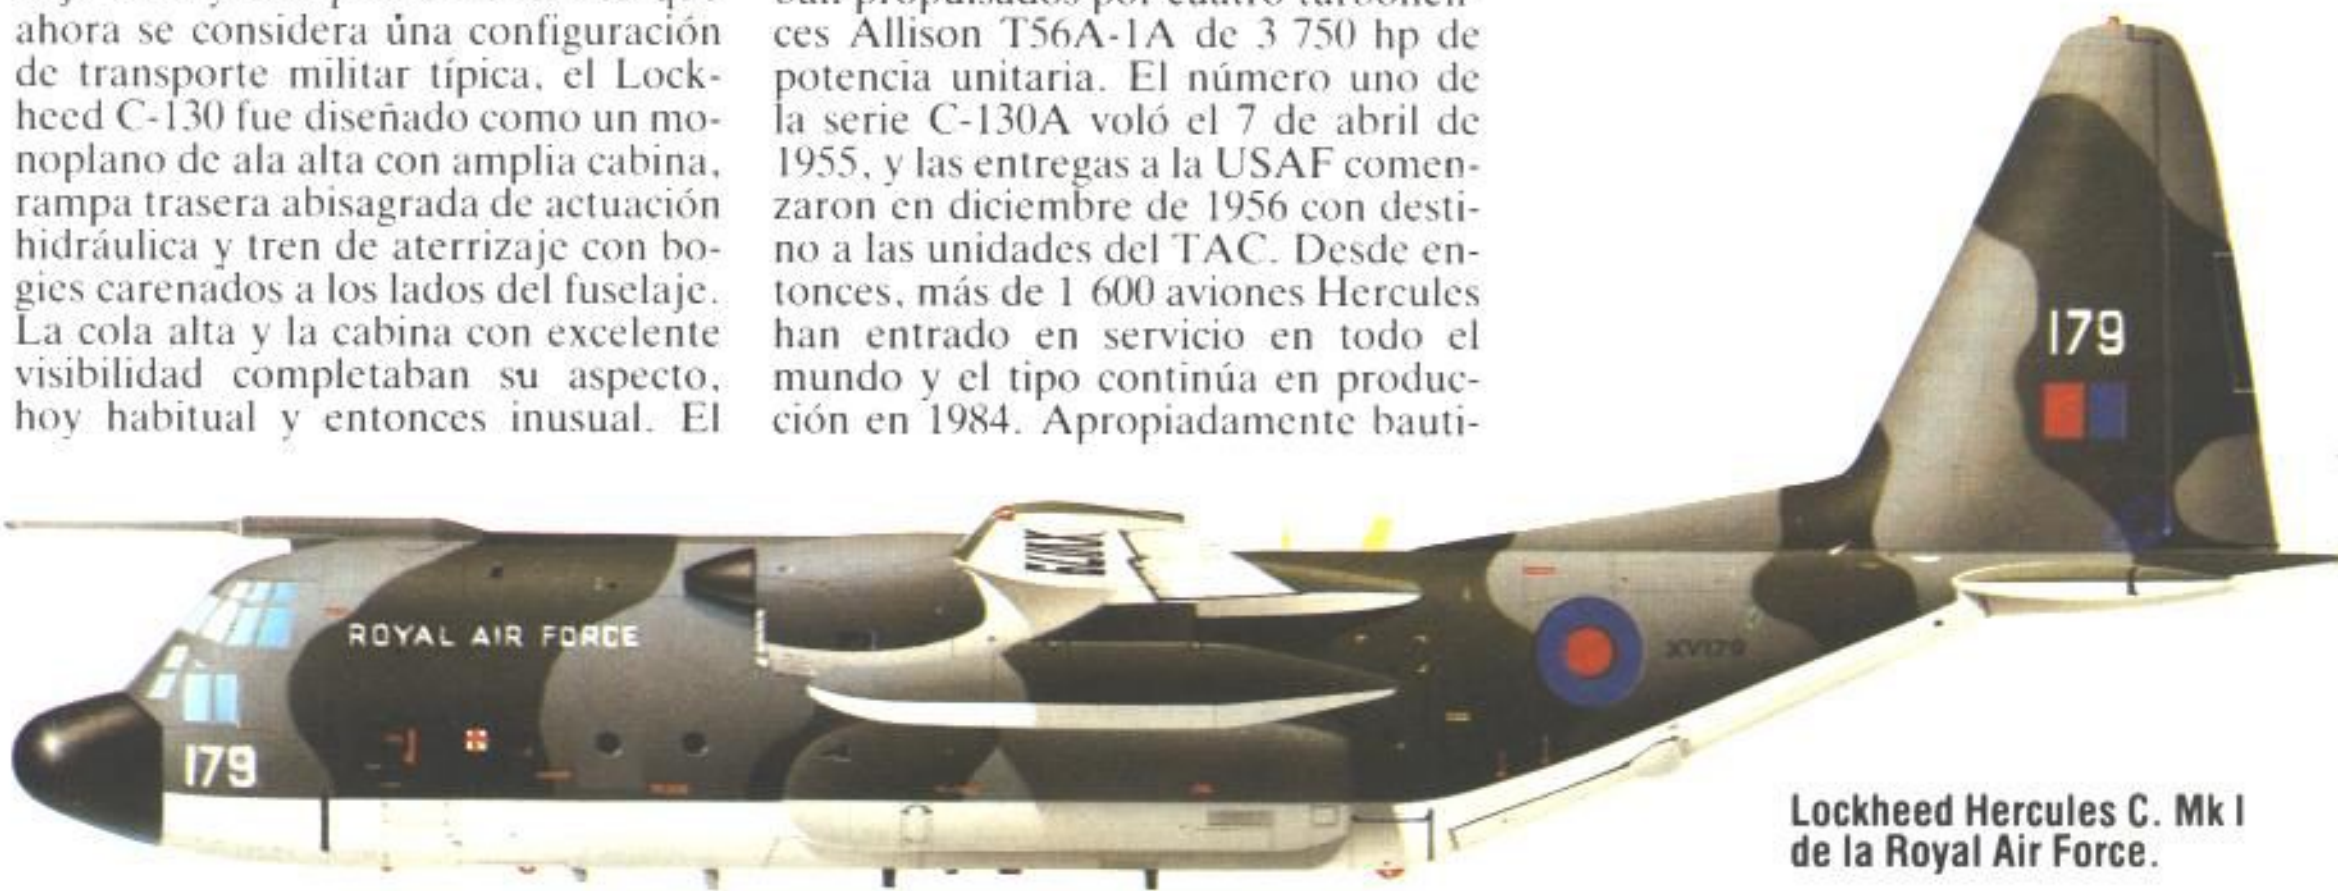 ahora se considera una configuración
de transporte militar típica, el Lock-
heed C-130 fue diseñado como un mo-
noplano de ala alta con amplia cabina,
rampa trasera abisagrada de actuación
hidráulica y tren de aterrizaje con bo-
gies carenados a los lados del fuselaje.
La cola alta y la cabina con excelente
visibilidad completaban su aspecto,
hoy habitual y entonces inusual. El
ces Allison T56A-1A de 3 750 hp de
potencia unitaria. El número uno de
la serie C-130A voló el 7 de abril de
1955, y las entregas a la USAF comen-
zaron en diciembre de 1956 con desti-
no a las unidades del TAC. Desde en-
tonces, más de 1 600 aviones Hercules
han entrado en servicio en todo el
mundo y el tipo continúa en produc-
ción en 1984. Apropiadamente bauti-
179
ROYAL AIR FORCE
XV179
179
Lockheed Hercules C. Mk I
de la Royal Air Force.